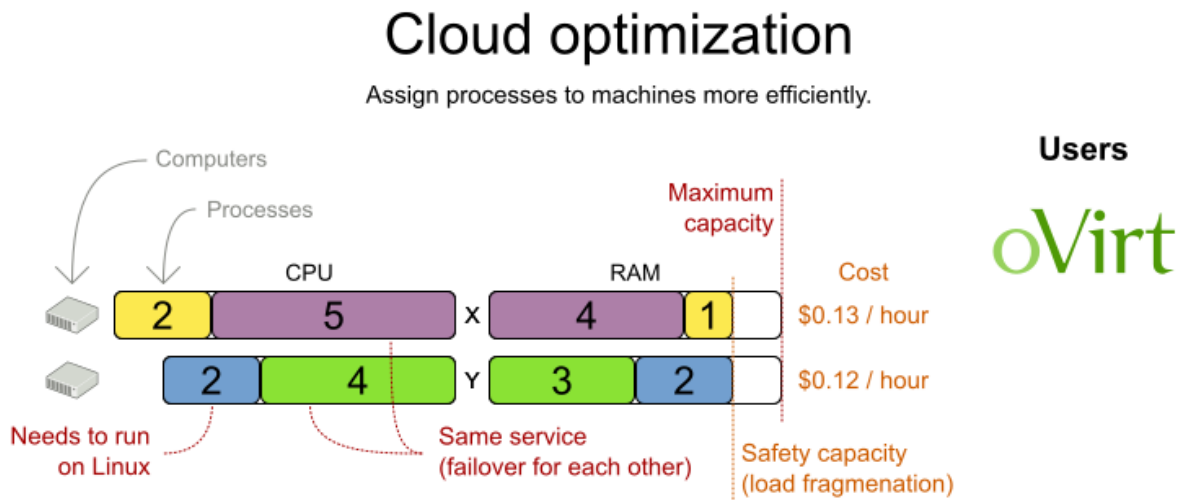 Cloud optimization
Assign processes to machines more efficiently.
Computers
Processes
Users
oVirt
Maximum
capacity
CPU
RAM
Cost
2
5
X
4
1
$0.13 / hour
2
4
Y
3
2
$0.12 / hour
Needs to run
on Linux
Same service
(failover for each other)
Safety capacity
(load fragmenation)